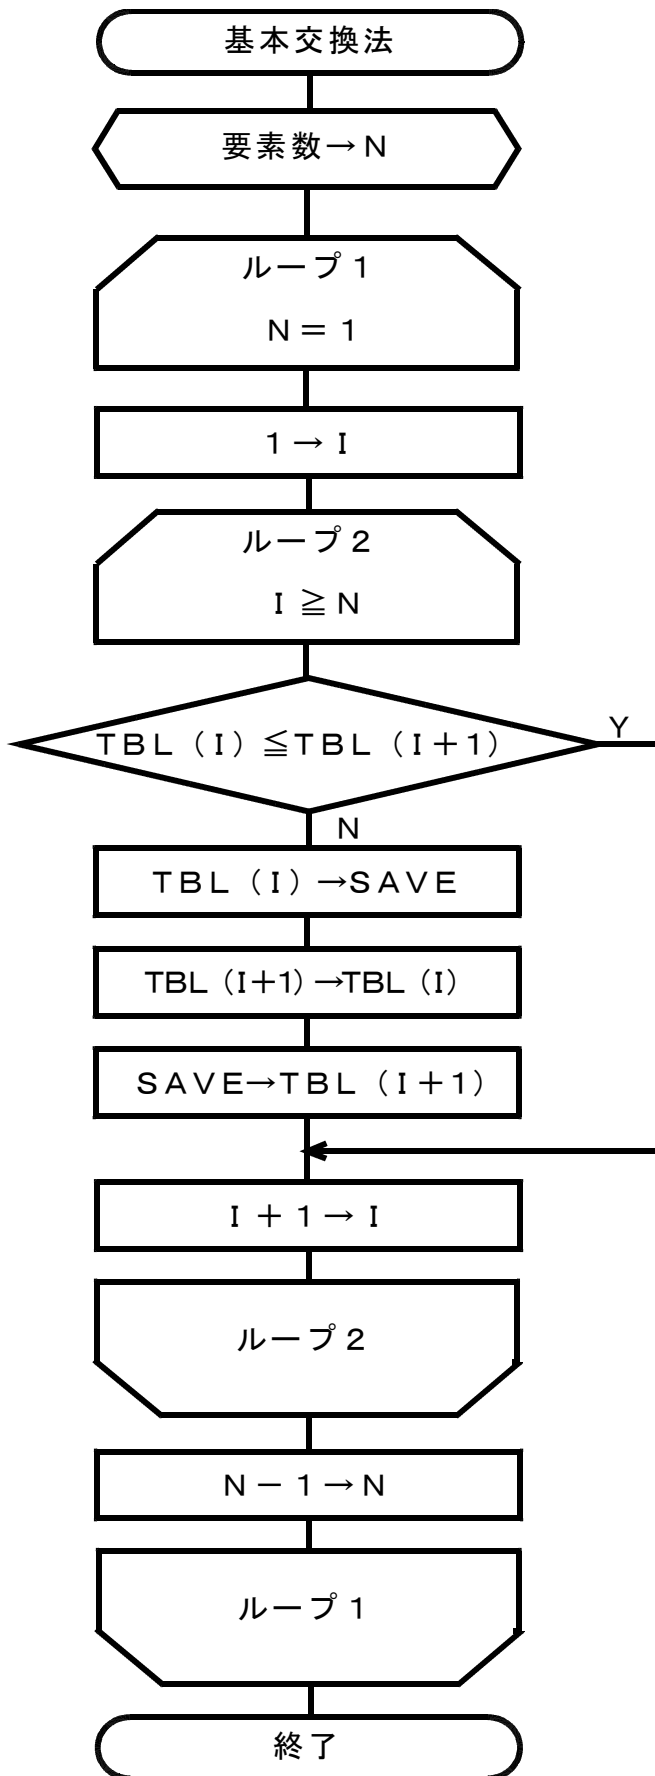 基本交換法
要素数→N
ループ1
N=1
1→I
ループ2
I≧N
TBL(I)≦TBL(I+1)
Y
N
TBL(I)→SAVE
TBL(I+1)→TBL(I)
SAVE→TBL(I+1)
I+1→I
ループ2
N-1→N
ループ1
終了